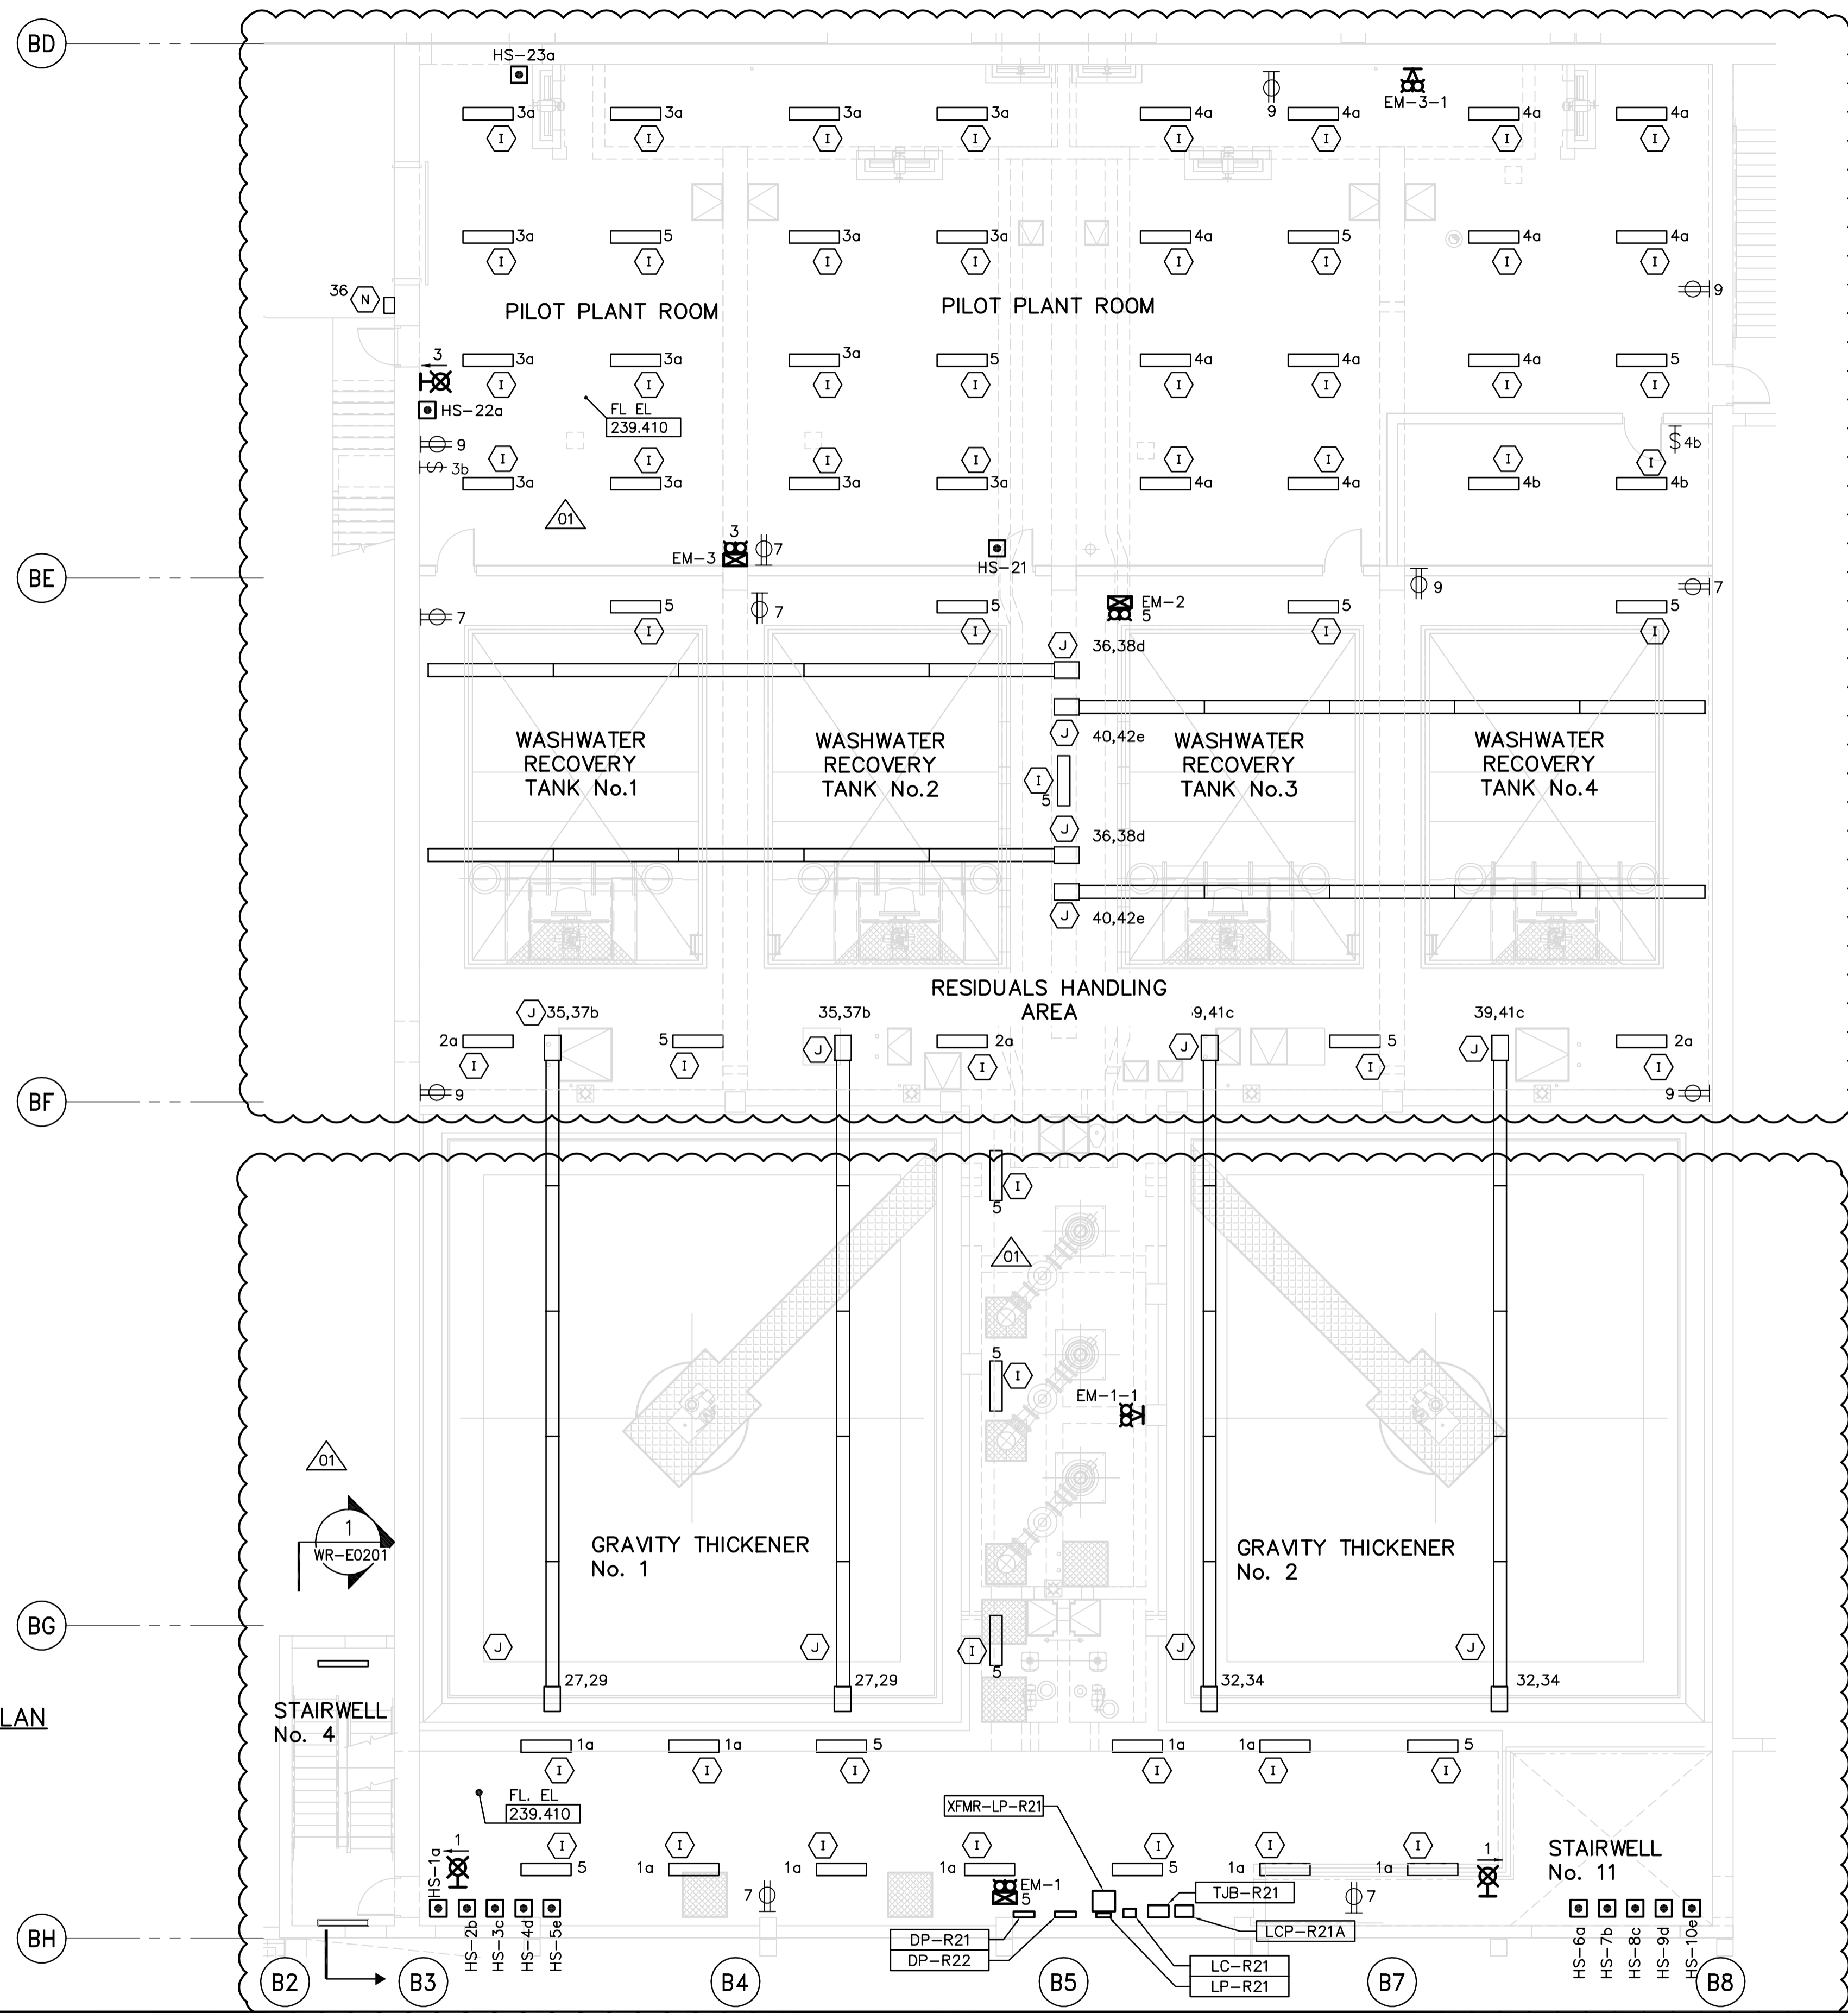 BD
HS-23a
EM-3-1
9
3a
3a
3a
3a
4a
4a
4a
4a
I
I
I
I
I
I
I
I
3a
5
3a
3a
4a
5
4a
4a
I
I
I
I
I
I
I
I
36
N
9
PILOT PLANT ROOM
PILOT PLANT ROOM
3
3a
3a
3a
5
4a
4a
4a
5
I
I
I
I
I
I
I
I
HS-22a
FL EL
239.410
9
3b
4b
I
I
I
I
I
I
I
I
3a
3a
3a
3a
4a
4a
4b
4b
01
3
EM-3
7
HS-21
BE
7
7
9
7
EM-2
5
5
5
5
5
I
I
I
I
J
36,38d
J
40,42e
WASHWATER
RECOVERY
TANK No.1
WASHWATER
RECOVERY
TANK No.2
WASHWATER
RECOVERY
TANK No.3
WASHWATER
RECOVERY
TANK No.4
I
5
J
36,38d
J
40,42e
RESIDUALS HANDLING
AREA
J
35,37b
J
35,37b
J
9,41c
J
39,41c
2a
5
2a
5
2a
I
I
I
I
I
BF
9
9
I
5
01
5
I
EM-1-1
01
1
WR-E0201
GRAVITY THICKENER
No. 1
GRAVITY THICKENER
No. 2
BG
J
J
I
J
J
27,29
27,29
5
32,34
32,34
LAN
STAIRWELL
No. 4
1a
1a
5
1a
1a
5
I
I
I
I
I
I
FL. EL
239.410
XFMR-LP-R21
I
I
I
I
I
I
I
1
HS-1a
5
1a
1a
1a
5
1a
1a
1
STAIRWELL
No. 11
7
EM-1
5
TJB-R21
7
LCP-R21A
HS-2b
HS-3c
HS-4d
HS-5e
DP-R21
DP-R22
LC-R21
LP-R21
HS-6a
HS-7b
HS-8c
HS-9d
HS-10e
BH
B2
B3
B4
B5
B7
B8